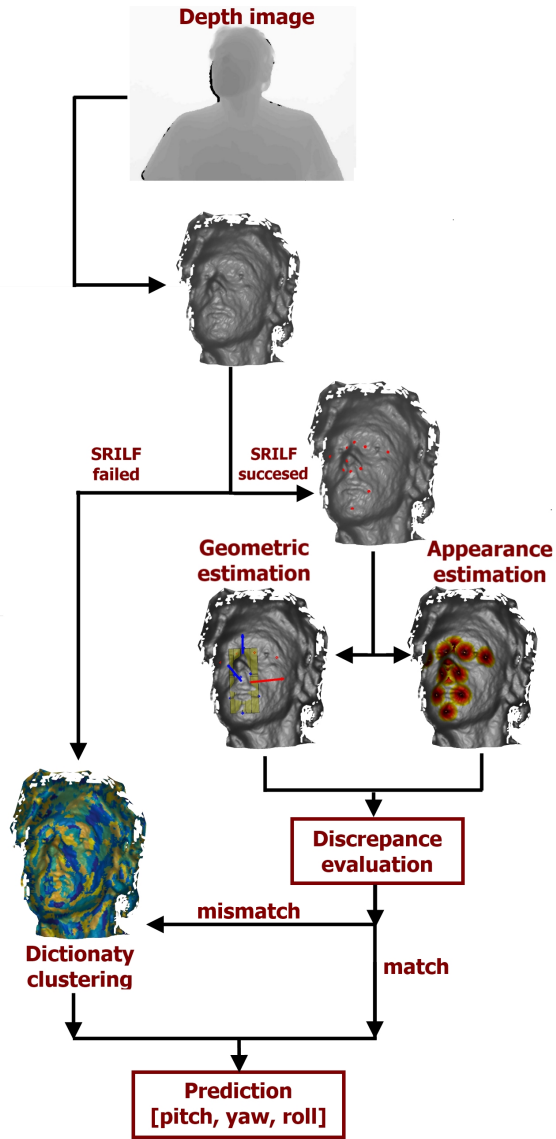 Depth image
SRILF
failed
SRILF
succesed
Geometric
estimation
Appearance
estimation
Discrepance
evaluation
mismatch
match
Dictionaty
clustering
Prediction
[pitch, yaw, roll]